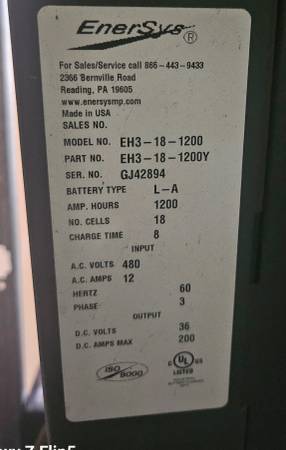 EnerSys®
For Sales/Service call 866-443-9433
2366 Bernville Road
Reading, PA 19605
www.enersysmp.com
Made in USA
SALES NO.
MODEL NO. EH3-18-1200
PART NO. EH3-18-1200Y
SER. NO. GJ42894
BATTERY TYPE L-A
AMP. HOURS 1200
NO. CELLS 18
CHARGE TIME 8
INPUT
A.C. VOLTS 480
A.C. AMPS 12
HERTZ 60
PHASE 3
OUTPUT
D.C. VOLTS 36
D.C. AMPS MAX 200
ISO 9000
C UL US
LISTED